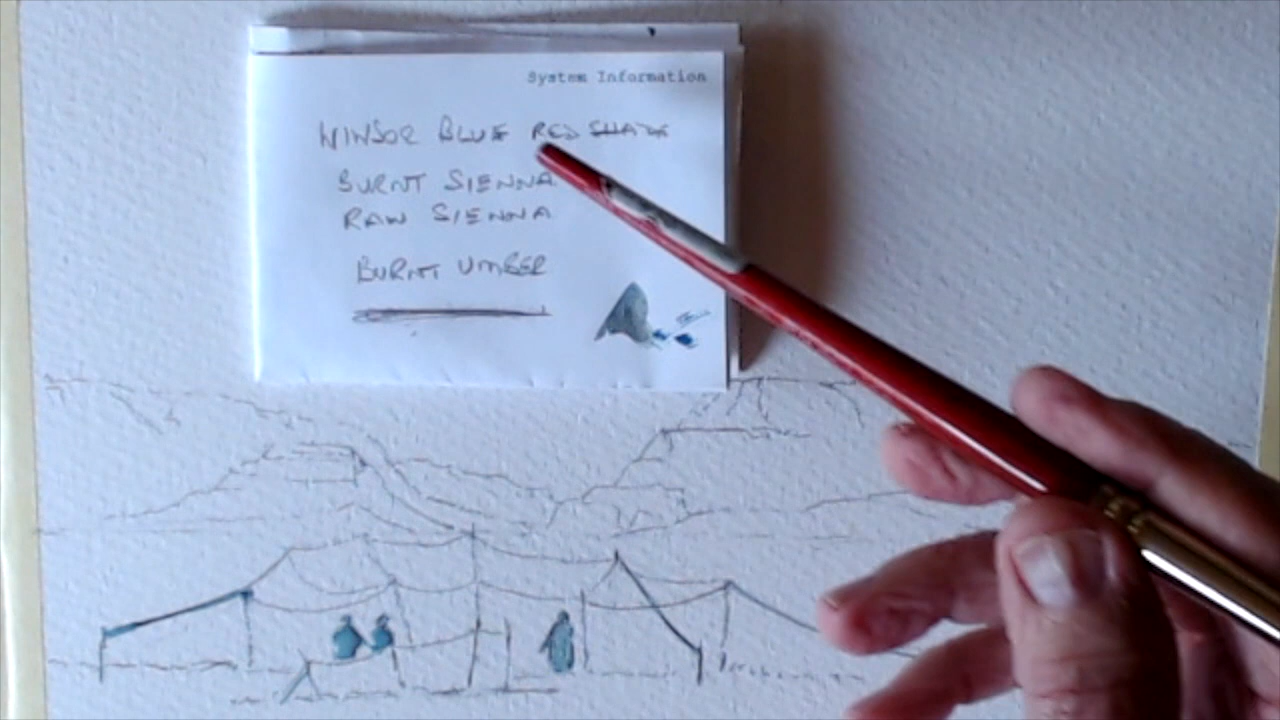 System Information
WINSOR BLUE RED SHADE
BURNT SIENNA
RAW SIENNA
BURNT UMBER